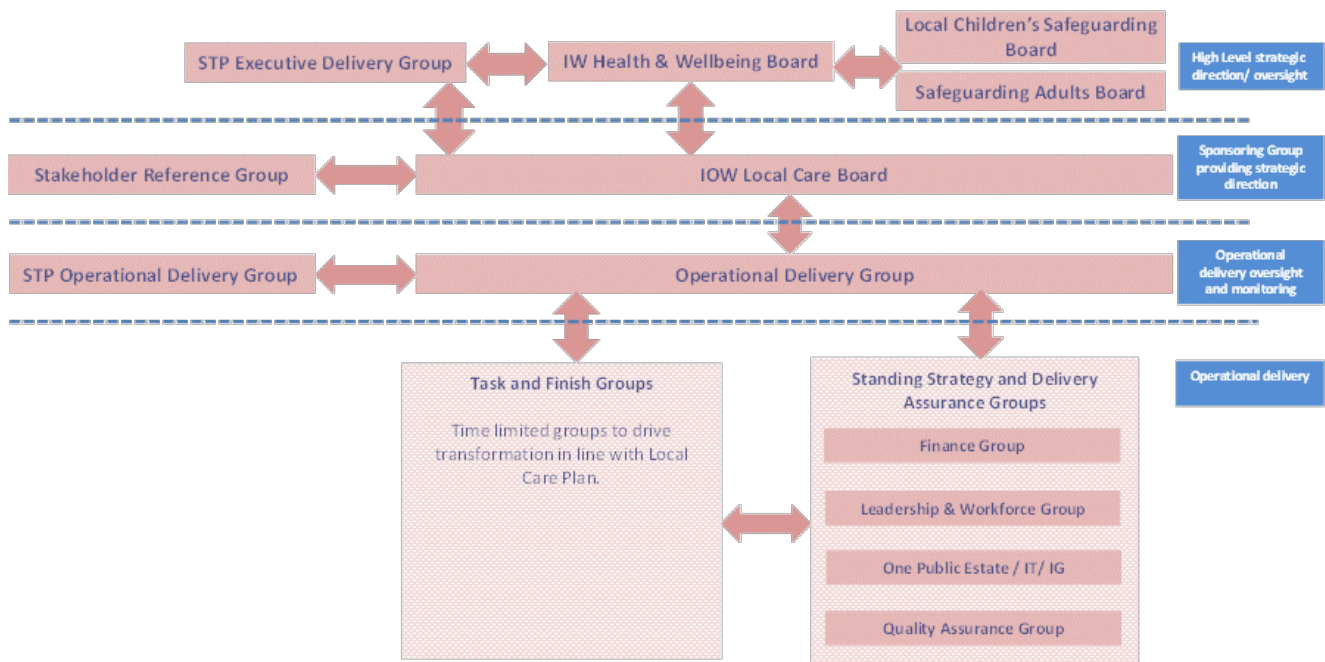 Local Children's Safeguarding
Board
STP Executive Delivery Group
IW Health & Wellbeing Board
Safeguarding Adults Board
High Level strategic
direction/ oversight
Stakeholder Reference Group
IOW Local Care Board
Sponsoring Group
providing strategic
direction
STP Operational Delivery Group
Operational Delivery Group
Operational
delivery oversight
and monitoring
Task and Finish Groups
Time limited groups to drive
transformation in line with Local
Care Plan.
Standing Strategy and Delivery
Assurance Groups
Finance Group
Leadership & Workforce Group
One Public Estate / IT/ IG
Quality Assurance Group
Operational delivery